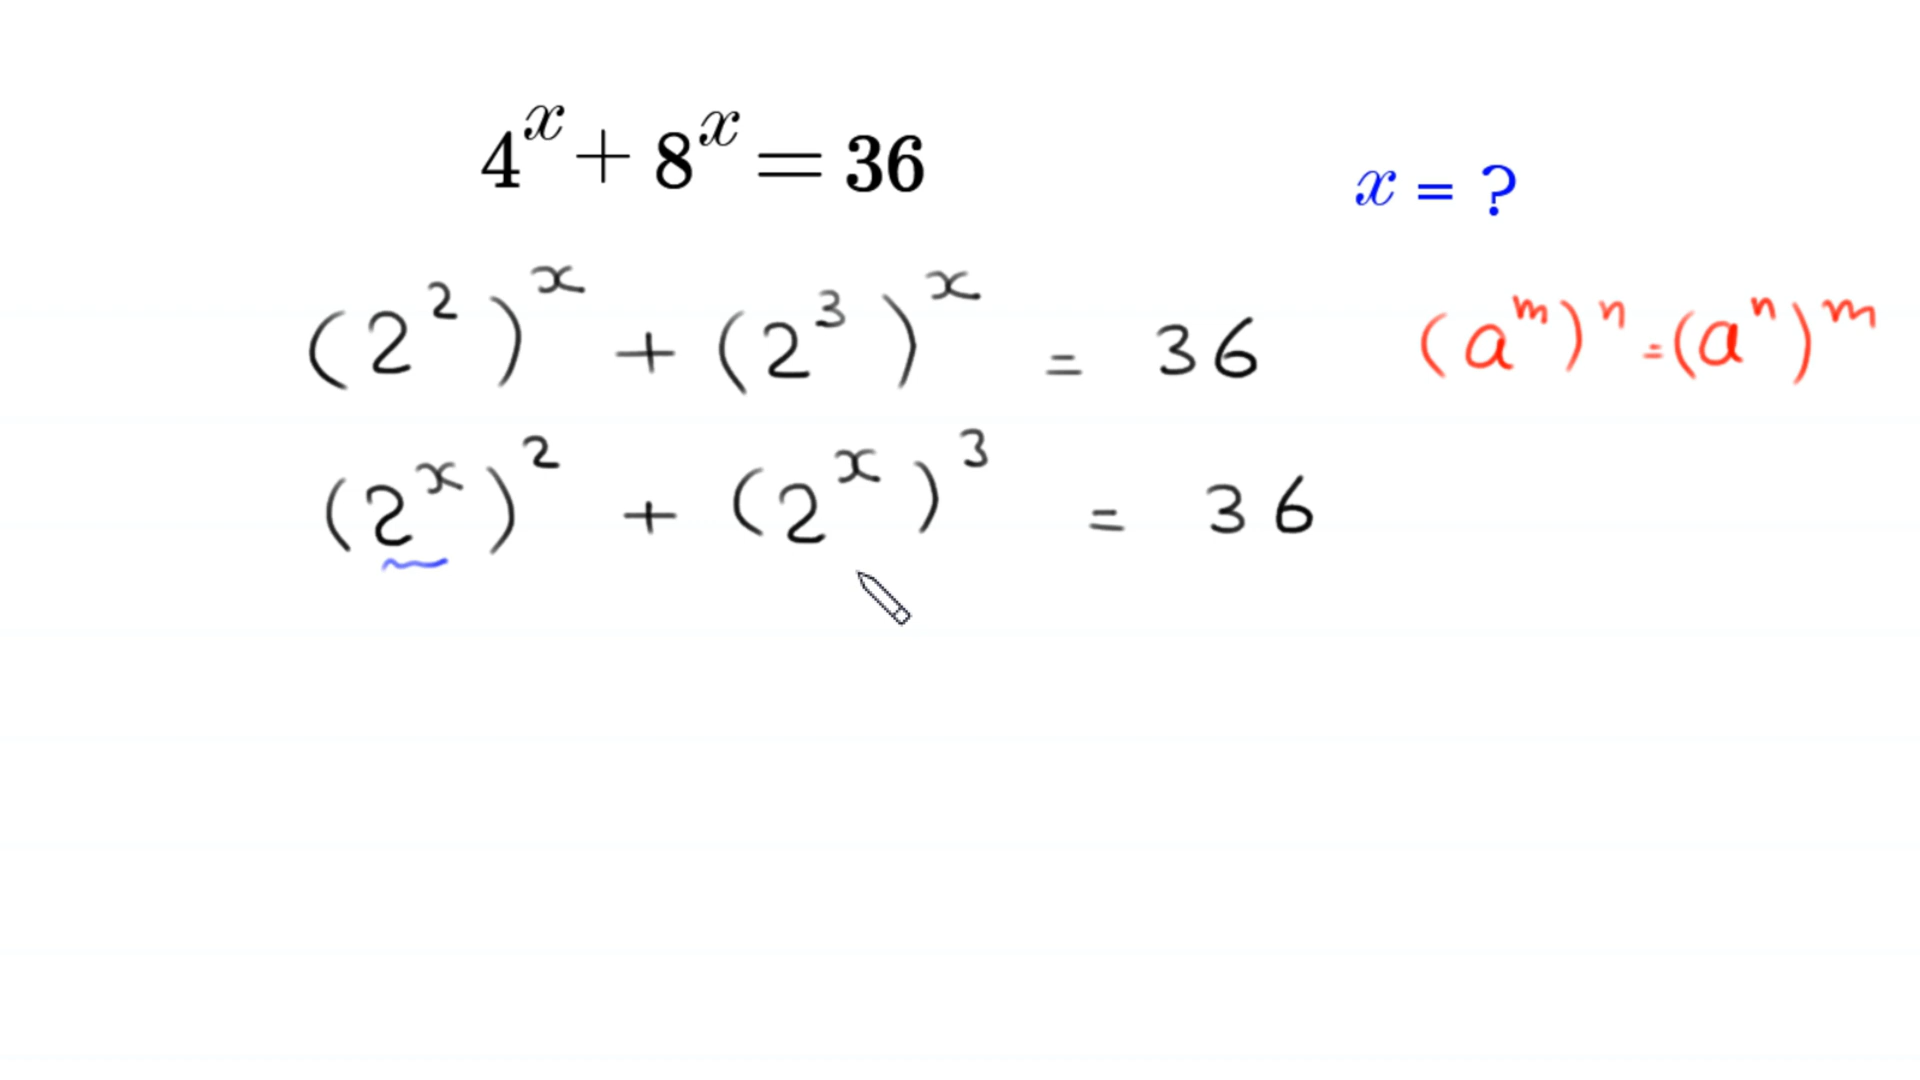 4^x + 8^x = 36
x = ?
(2^2)^x + (2^3)^x = 36
(a^m)^n = (a^n)^m
(2^x)^2 + (2^x)^3 = 36